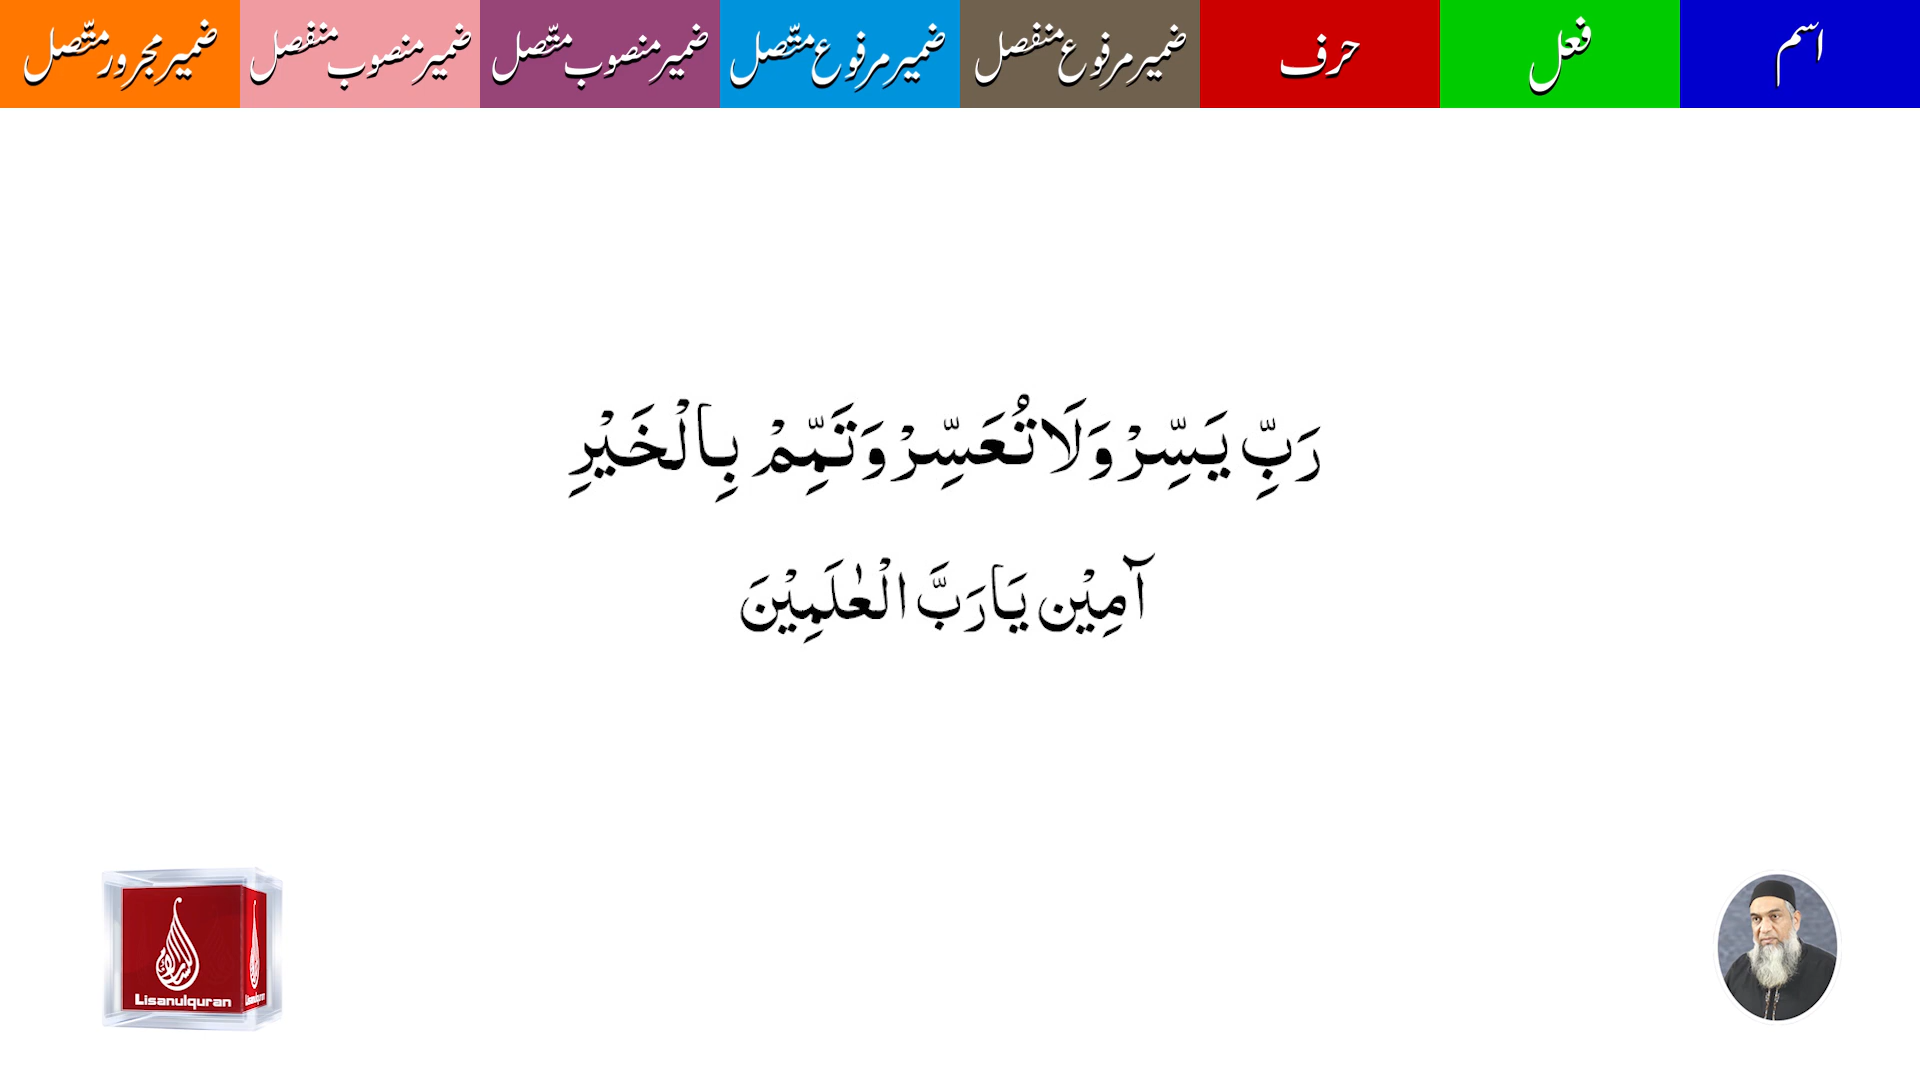 اسم فعل حرف ضمیر مرفوع منفصل ضمیر مرفوع متّصل ضمیر منصوب متّصل ضمیر منصوب منفصل ضمیر مجرور متّصل
رَبِّ يَسِّرْ وَلَا تُعَسِّرْ وَتَمِّمْ بِالْخَيْرِ
آمِيْن يَا رَبَّ الْعٰلَمِيْنَ
Lisanulquran